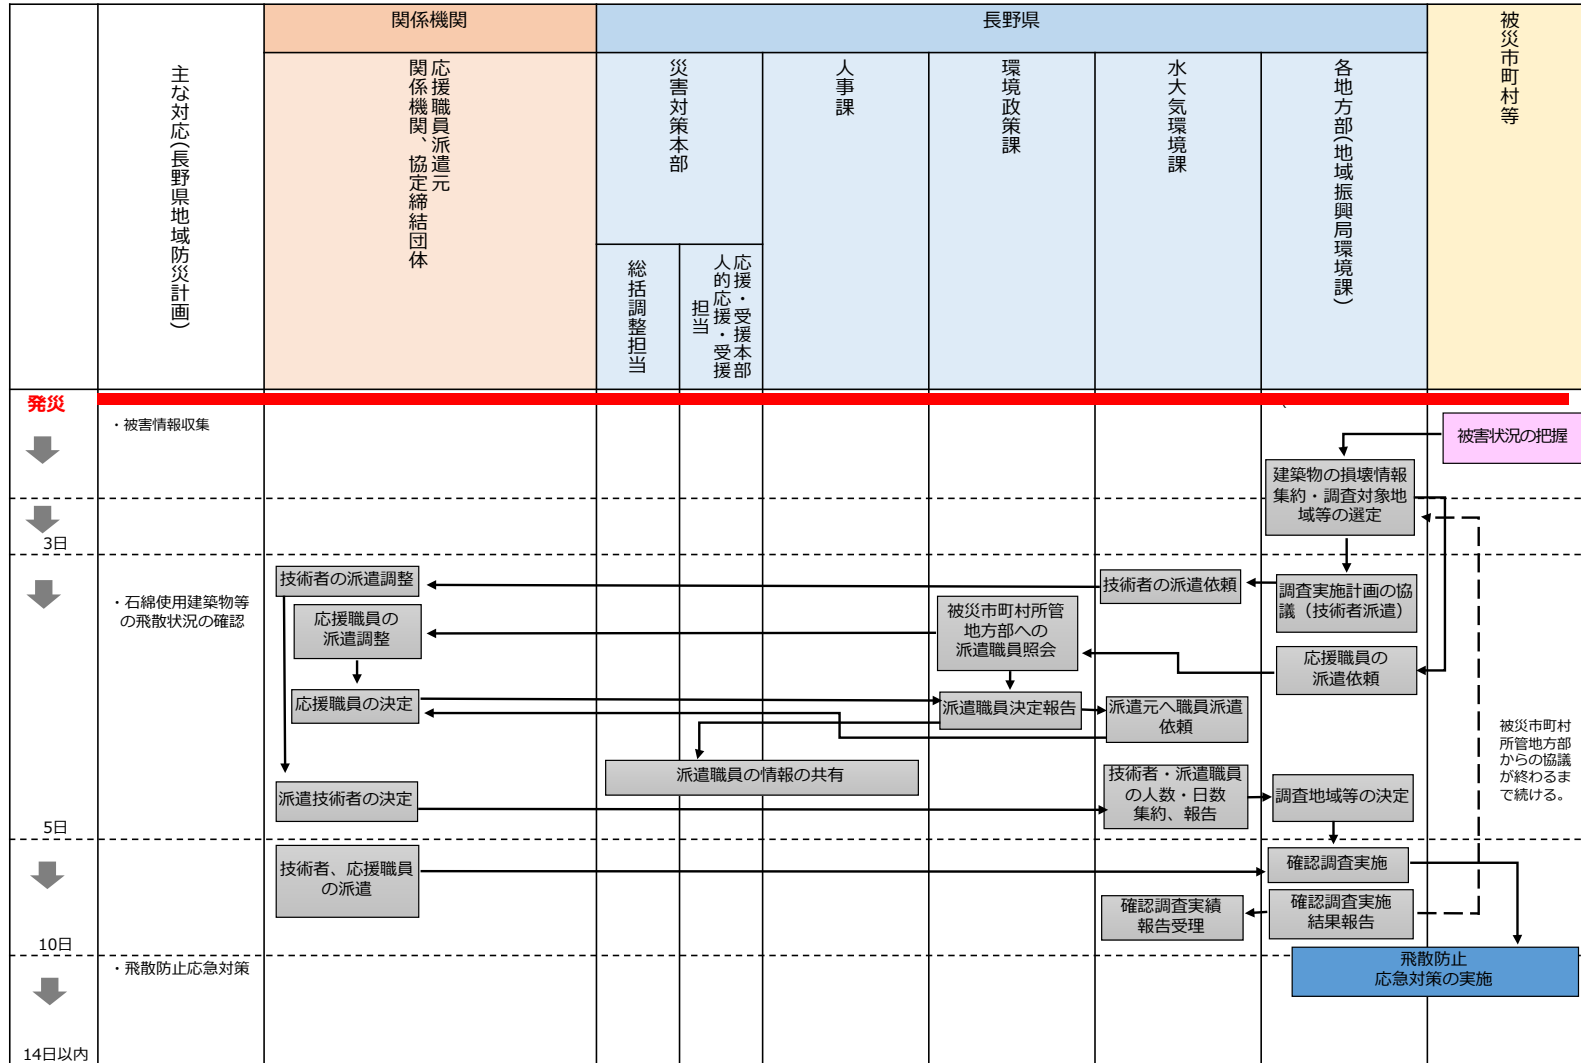 関係機関
長野県
被災市町村等
主な対応(長野県地域防災計画)
応援職員派遣元
関係機関、協定締結団体
災害対策本部
人事課
環境政策課
水大気環境課
各地方部(地域振興局環境課)
総括調整担当
応援・受援本部
人的応援・受援
担当
発災
・被害情報収集
被害状況の把握
建築物の損壊情報
集約・調査対象地
域等の選定
3日
・石綿使用建築物等
の飛散状況の確認
技術者の派遣調整
技術者の派遣依頼
調査実施計画の協
議（技術者派遣）
応援職員の
派遣調整
被災市町村所管
地方部への
派遣職員照会
応援職員の
派遣依頼
応援職員の決定
派遣職員決定報告
派遣元へ職員派遣
依頼
派遣職員の情報の共有
被災市町村
所管地方部
からの協議
が終わるま
で続ける。
派遣技術者の決定
技術者・派遣職員
の人数・日数
集約、報告
調査地域等の決定
5日
技術者、応援職員
の派遣
確認調査実施
確認調査実績
報告受理
確認調査実施
結果報告
10日
・飛散防止応急対策
飛散防止
応急対策の実施
14日以内